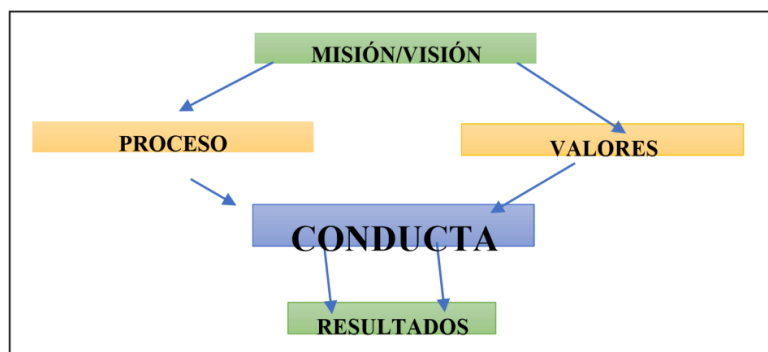 MISIÓN/VISIÓN
PROCESO
VALORES
CONDUCTA
RESULTADOS